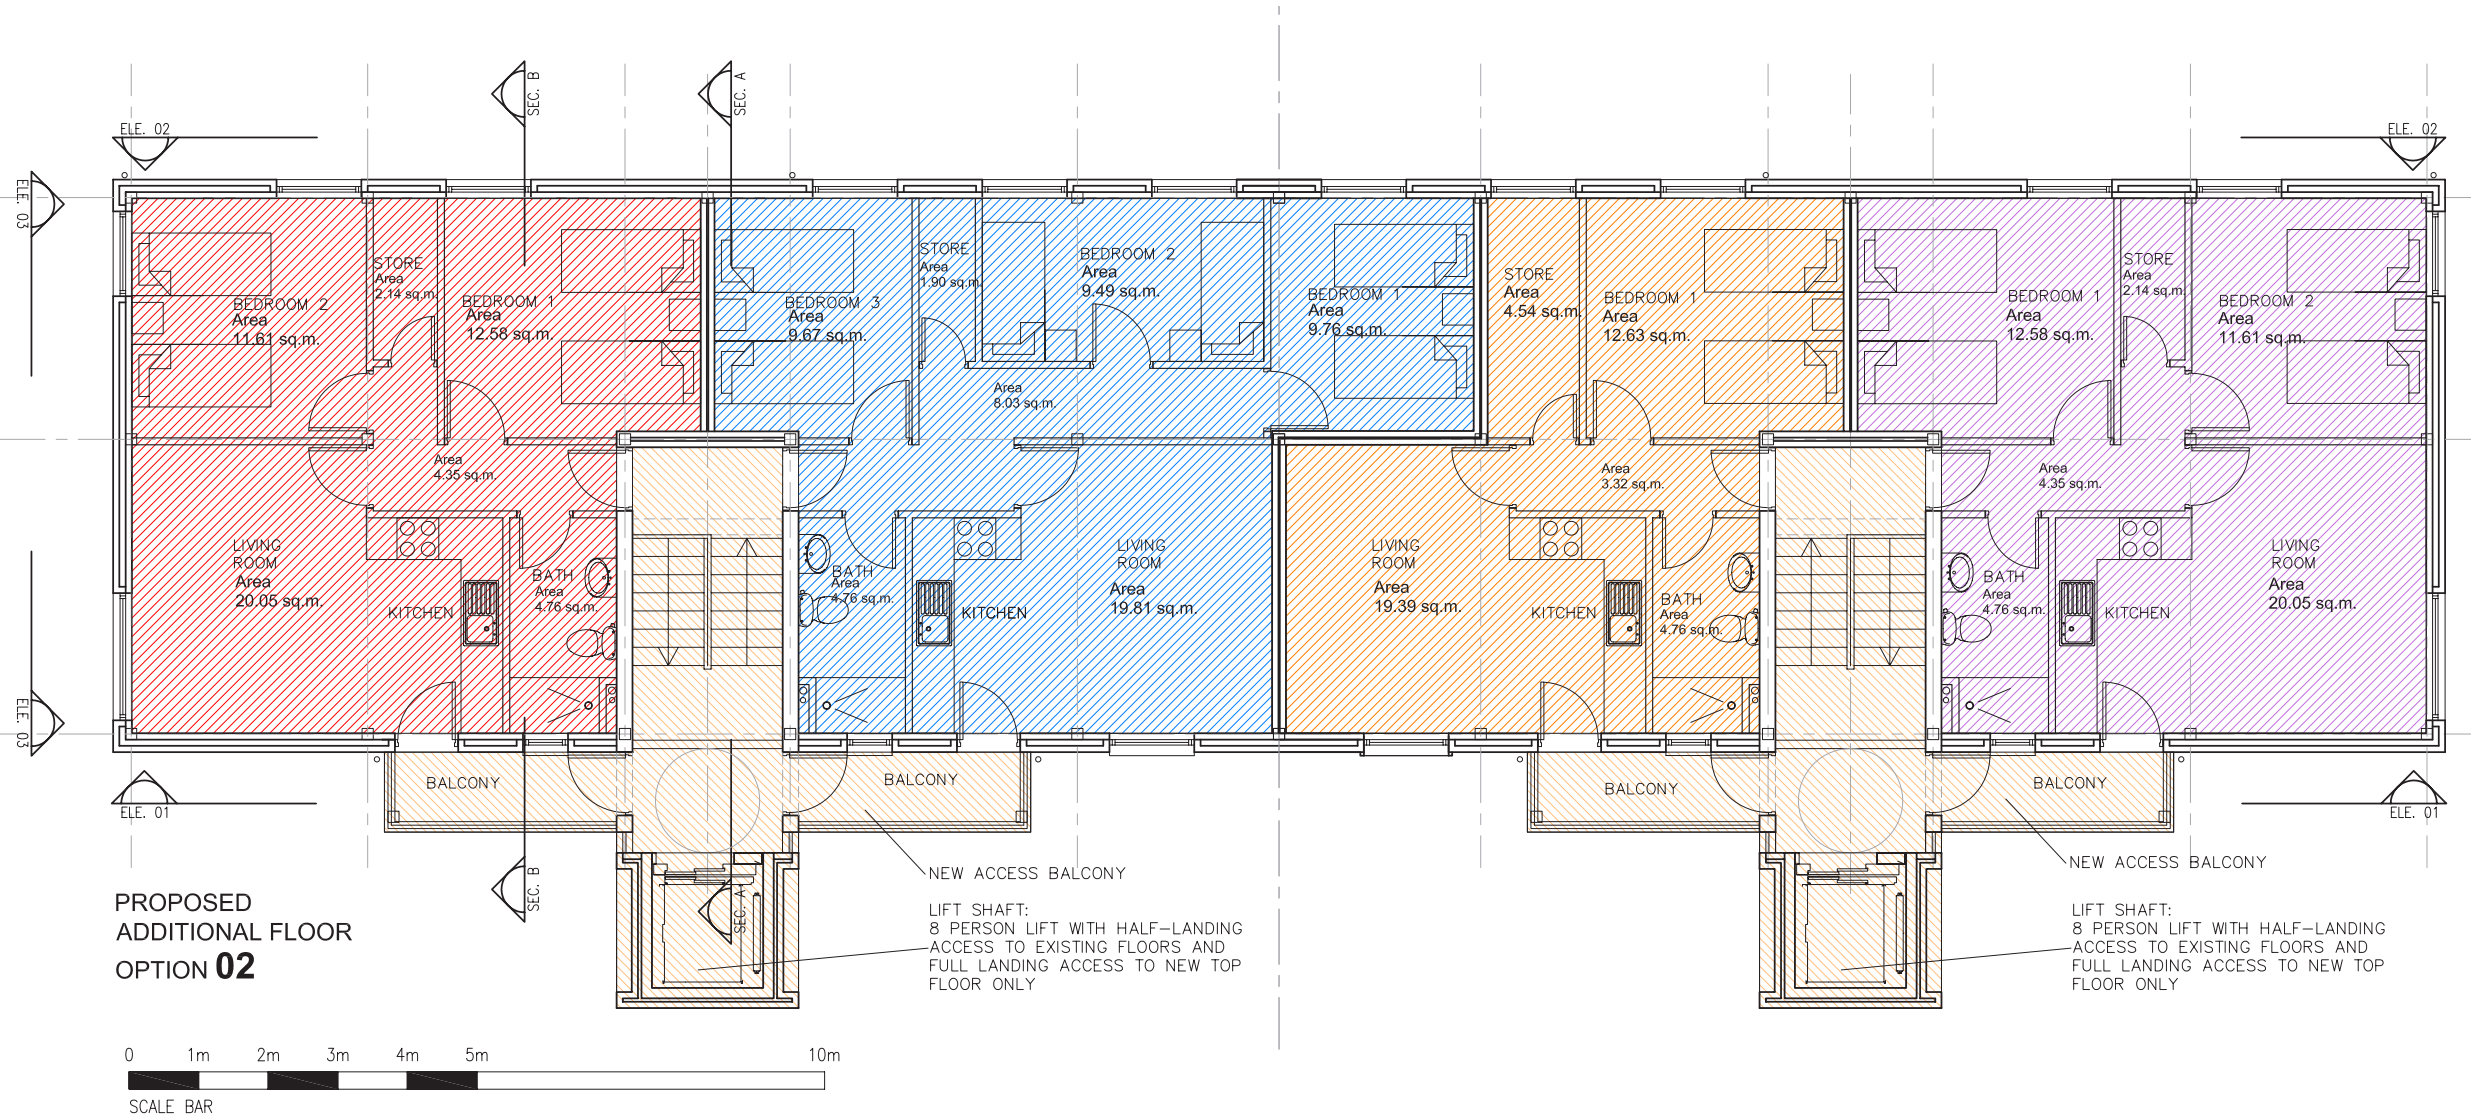 SEC. B
SEC. A
ELE. 02
ELE. 02
ELE. 03
STORE
Area
2.14 sq.m.
BEDROOM 2
Area
11.61 sq.m.
BEDROOM 1
Area
12.58 sq.m.
BEDROOM 3
Area
9.67 sq.m.
STORE
Area
1.90 sq.m.
BEDROOM 2
Area
9.49 sq.m.
BEDROOM 1
Area
9.76 sq.m.
STORE
Area
4.54 sq.m.
BEDROOM 1
Area
12.63 sq.m.
BEDROOM 1
Area
12.58 sq.m.
STORE
Area
2.14 sq.m.
BEDROOM 2
Area
11.61 sq.m.
Area
8.03 sq.m.
Area
4.35 sq.m.
Area
3.32 sq.m.
Area
4.35 sq.m.
LIVING
ROOM
Area
20.05 sq.m.
KITCHEN
BATH
Area
4.76 sq.m.
BATH
Area
4.76 sq.m.
KITCHEN
LIVING
ROOM
Area
19.81 sq.m.
LIVING
ROOM
Area
19.39 sq.m.
KITCHEN
BATH
Area
4.76 sq.m.
BATH
Area
4.76 sq.m.
KITCHEN
LIVING
ROOM
Area
20.05 sq.m.
ELE. 03
ELE. 01
BALCONY
BALCONY
BALCONY
BALCONY
ELE. 01
SEC. B
SEC. A
NEW ACCESS BALCONY
LIFT SHAFT:
8 PERSON LIFT WITH HALF-LANDING
ACCESS TO EXISTING FLOORS AND
FULL LANDING ACCESS TO NEW TOP
FLOOR ONLY
NEW ACCESS BALCONY
LIFT SHAFT:
8 PERSON LIFT WITH HALF-LANDING
ACCESS TO EXISTING FLOORS AND
FULL LANDING ACCESS TO NEW TOP
FLOOR ONLY
PROPOSED
ADDITIONAL FLOOR
OPTION 02
0 1m 2m 3m 4m 5m 10m
SCALE BAR